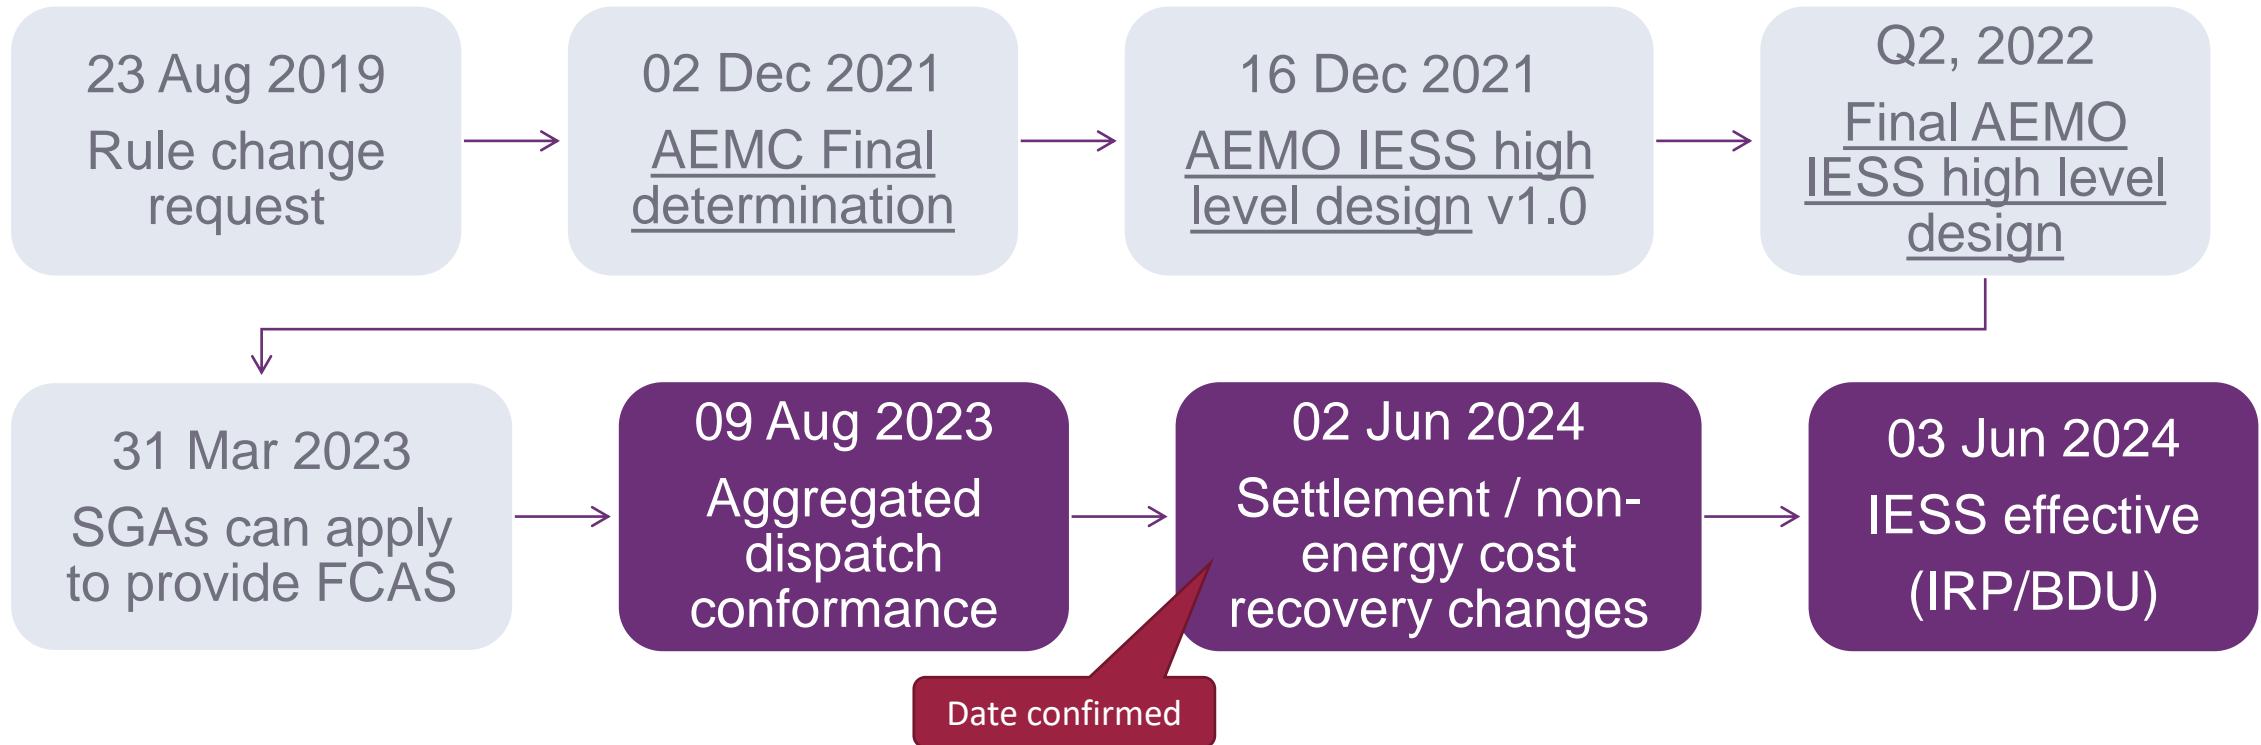 23 Aug 2019
Rule change
request
02 Dec 2021
AEMC Final
determination
16 Dec 2021
AEMO IESS high
level design v1.0
Q2, 2022
Final AEMO
IESS high level
design
31 Mar 2023
SGAs can apply
to provide FCAS
09 Aug 2023
Aggregated
dispatch
conformance
02 Jun 2024
Settlement / non-
energy cost
recovery changes
03 Jun 2024
IESS effective
(IRP/BDU)
Date confirmed